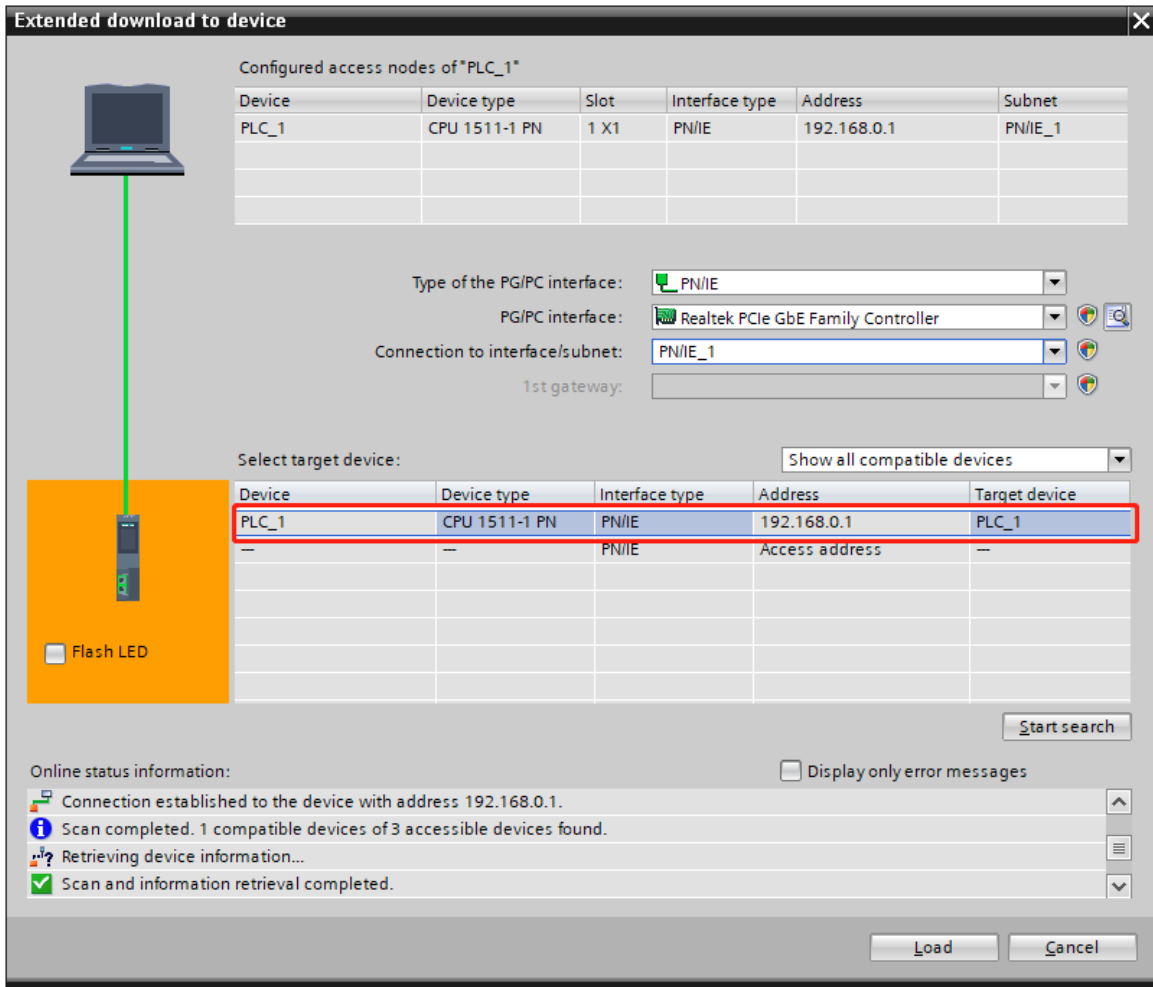 Extended download to device
Configured access nodes of "PLC_1"
Device Device type Slot Interface type Address Subnet
PLC_1 CPU 1511-1 PN 1 X1 PN/IE 192.168.0.1 PN/IE_1
Type of the PG/PC interface: PN/IE
PG/PC interface: Realtek PCIe GbE Family Controller
Connection to interface/subnet: PN/IE_1
1st gateway:
Select target device: Show all compatible devices
Device Device type Interface type Address Target device
PLC_1 CPU 1511-1 PN PN/IE 192.168.0.1 PLC_1
— — PN/IE Access address —
Flash LED
Start search
Online status information: Display only error messages
Connection established to the device with address 192.168.0.1.
Scan completed. 1 compatible devices of 3 accessible devices found.
Retrieving device information...
Scan and information retrieval completed.
Load Cancel